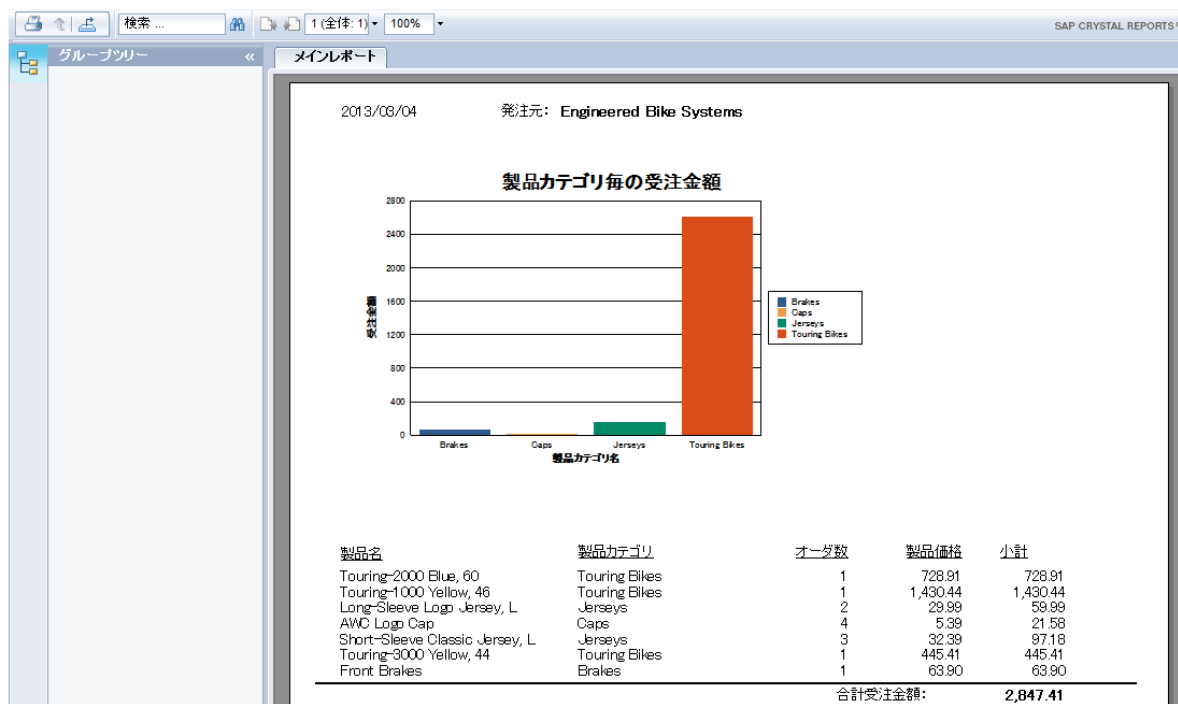 検索 ...
1 (全体: 1)
100%
SAP CRYSTAL REPORTS®
グループツリー «
メインレポート
2013/03/04 発注元: Engineered Bike Systems
製品カテゴリ毎の受注金額
2800
2400
2000
1600
1200
800
400
0
受注金額
Brakes Caps Jerseys Touring Bikes
製品カテゴリ名
Brakes
Caps
Jerseys
Touring Bikes
製品名 製品カテゴリ オーダ数 製品価格 小計
Touring-2000 Blue, 60 Touring Bikes 1 728.91 728.91
Touring-1000 Yellow, 46 Touring Bikes 1 1,430.44 1,430.44
Long-Sleeve Logo Jersey, L Jerseys 2 29.99 59.99
AWC Logo Cap Caps 4 5.39 21.58
Short-Sleeve Classic Jersey, L Jerseys 3 32.39 97.18
Touring-3000 Yellow, 44 Touring Bikes 1 445.41 445.41
Front Brakes Brakes 1 63.90 63.90
合計受注金額: 2,847.41